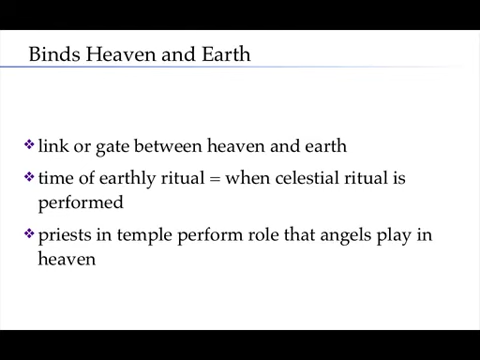 Binds Heaven and Earth
❖ link or gate between heaven and earth
❖ time of earthly ritual = when celestial ritual is
performed
❖ priests in temple perform role that angels play in
heaven